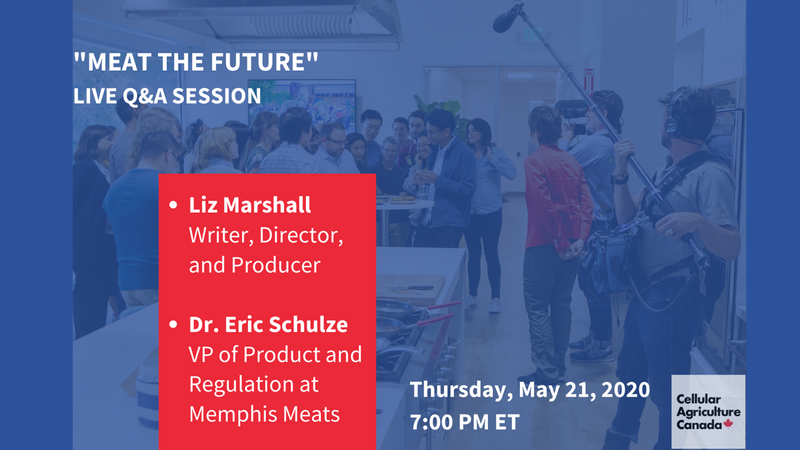 "MEAT THE FUTURE"
LIVE Q&A SESSION
• Liz Marshall
Writer, Director,
and Producer
• Dr. Eric Schulze
VP of Product and
Regulation at
Memphis Meats
Thursday, May 21, 2020
7:00 PM ET
Cellular
Agriculture
Canada